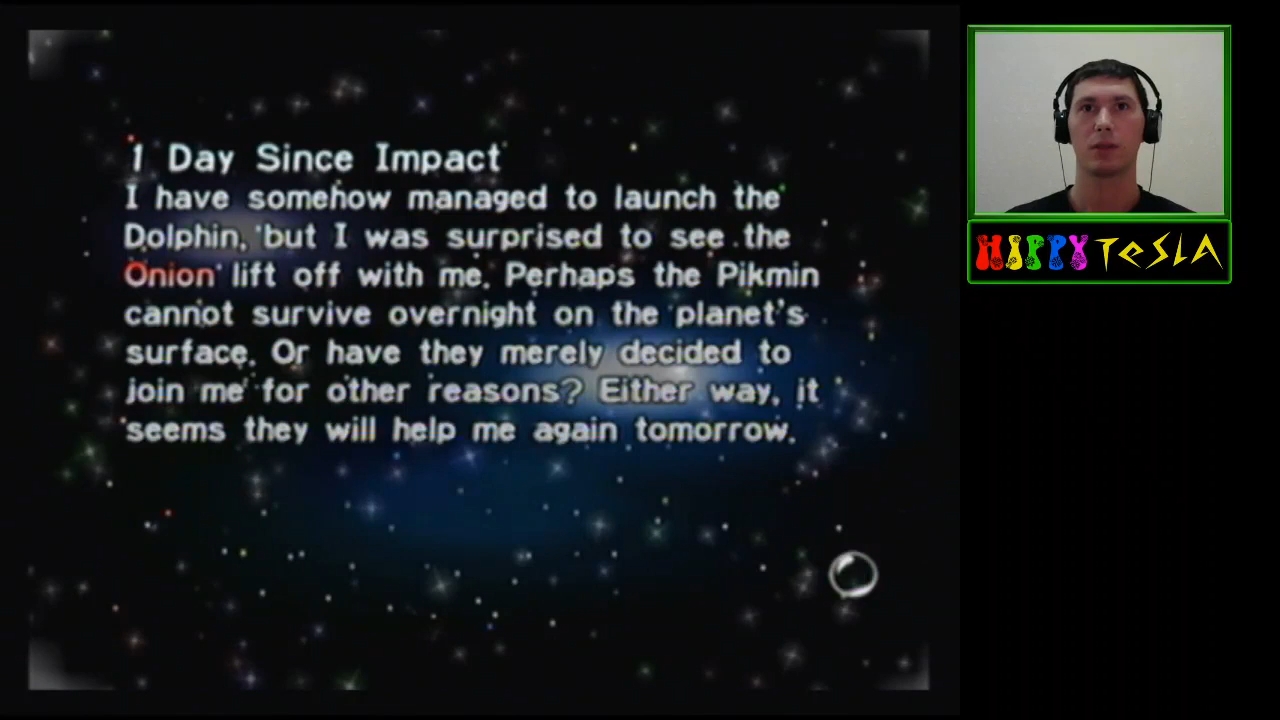 1 Day Since Impact
I have somehow managed to launch the
Dolphin, but I was surprised to see the
Onion lift off with me. Perhaps the Pikmin
cannot survive overnight on the planet's
surface. Or have they merely decided to
join me for other reasons? Either way, it
seems they will help me again tomorrow.
HIPPY TESLA